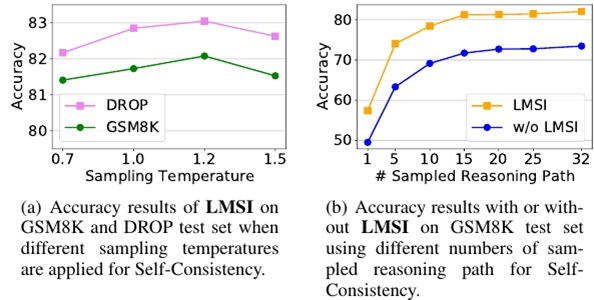 83
82
81
80
Accuracy
DROP
GSM8K
0.7 1.0 1.2 1.5
Sampling Temperature
(a) Accuracy results of LMSI on
GSM8K and DROP test set when
different sampling temperatures
are applied for Self-Consistency.
80
70
60
50
Accuracy
LMSI
w/o LMSI
1 5 10 15 20 25 32
# Sampled Reasoning Path
(b) Accuracy results with or with-
out LMSI on GSM8K test set
using different numbers of sam-
pled reasoning path for Self-
Consistency.